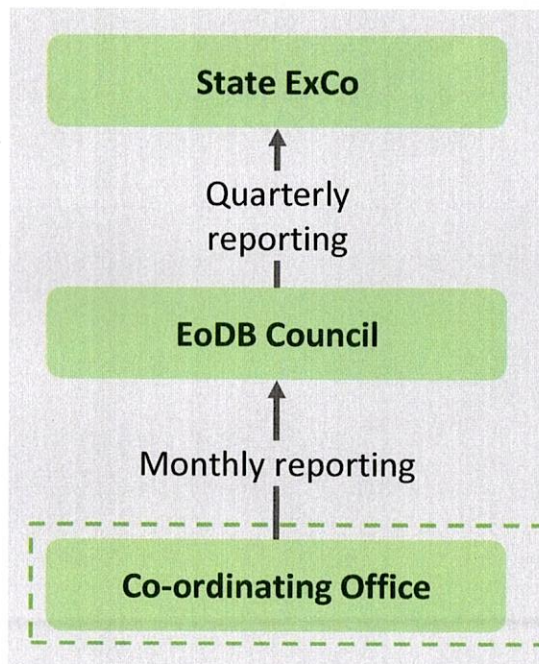 State ExCo
Quarterly
reporting
EoDB Council
Monthly reporting
Co-ordinating Office